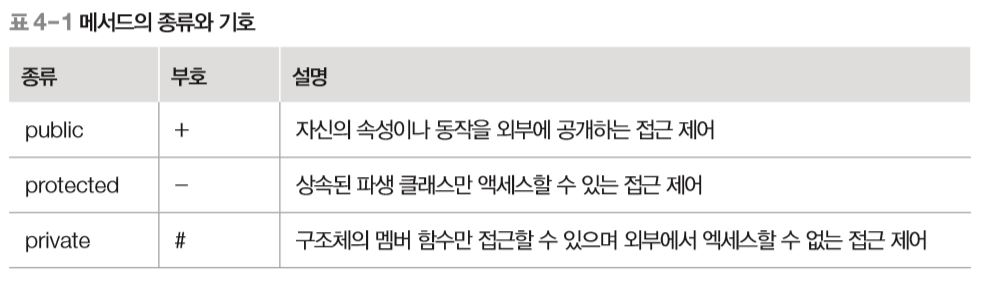 표 4-1 메서드의 종류와 기호
종류 부호 설명
public + 자신의 속성이나 동작을 외부에 공개하는 접근 제어
protected - 상속된 파생 클래스만 액세스할 수 있는 접근 제어
private # 구조체의 멤버 함수만 접근할 수 있으며 외부에서 엑세스할 수 없는 접근 제어